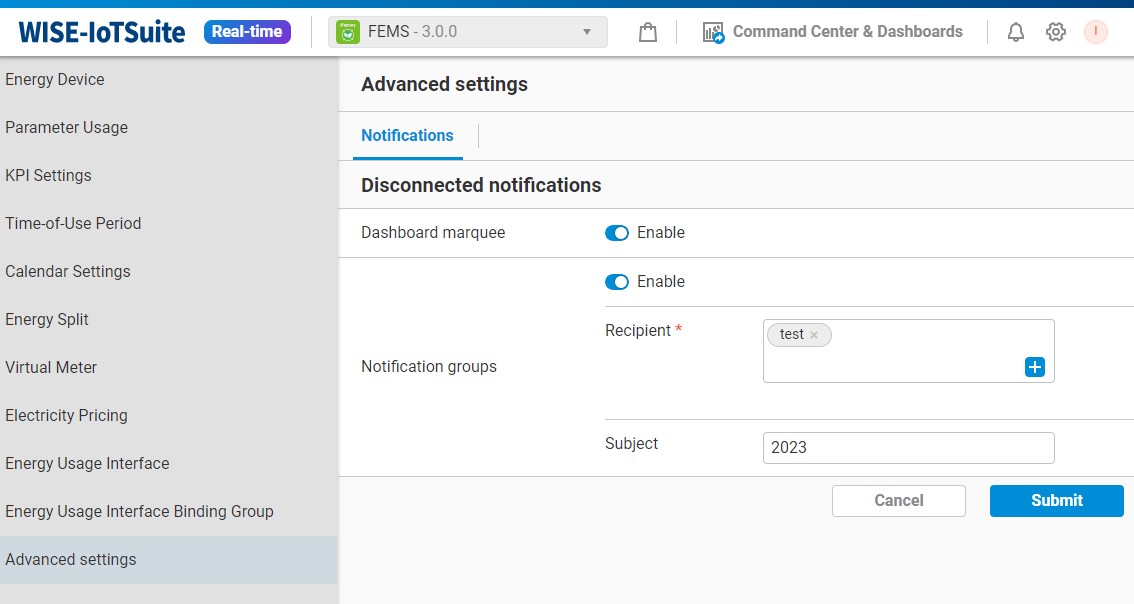 WISE-IoTSuite Real-time FEMS - 3.0.0 Command Center & Dashboards I
Energy Device
Parameter Usage
KPI Settings
Time-of-Use Period
Calendar Settings
Energy Split
Virtual Meter
Electricity Pricing
Energy Usage Interface
Energy Usage Interface Binding Group
Advanced settings
Advanced settings
Notifications
Disconnected notifications
Dashboard marquee Enable
Notification groups
Enable
Recipient * test ×
Subject 2023
Cancel Submit